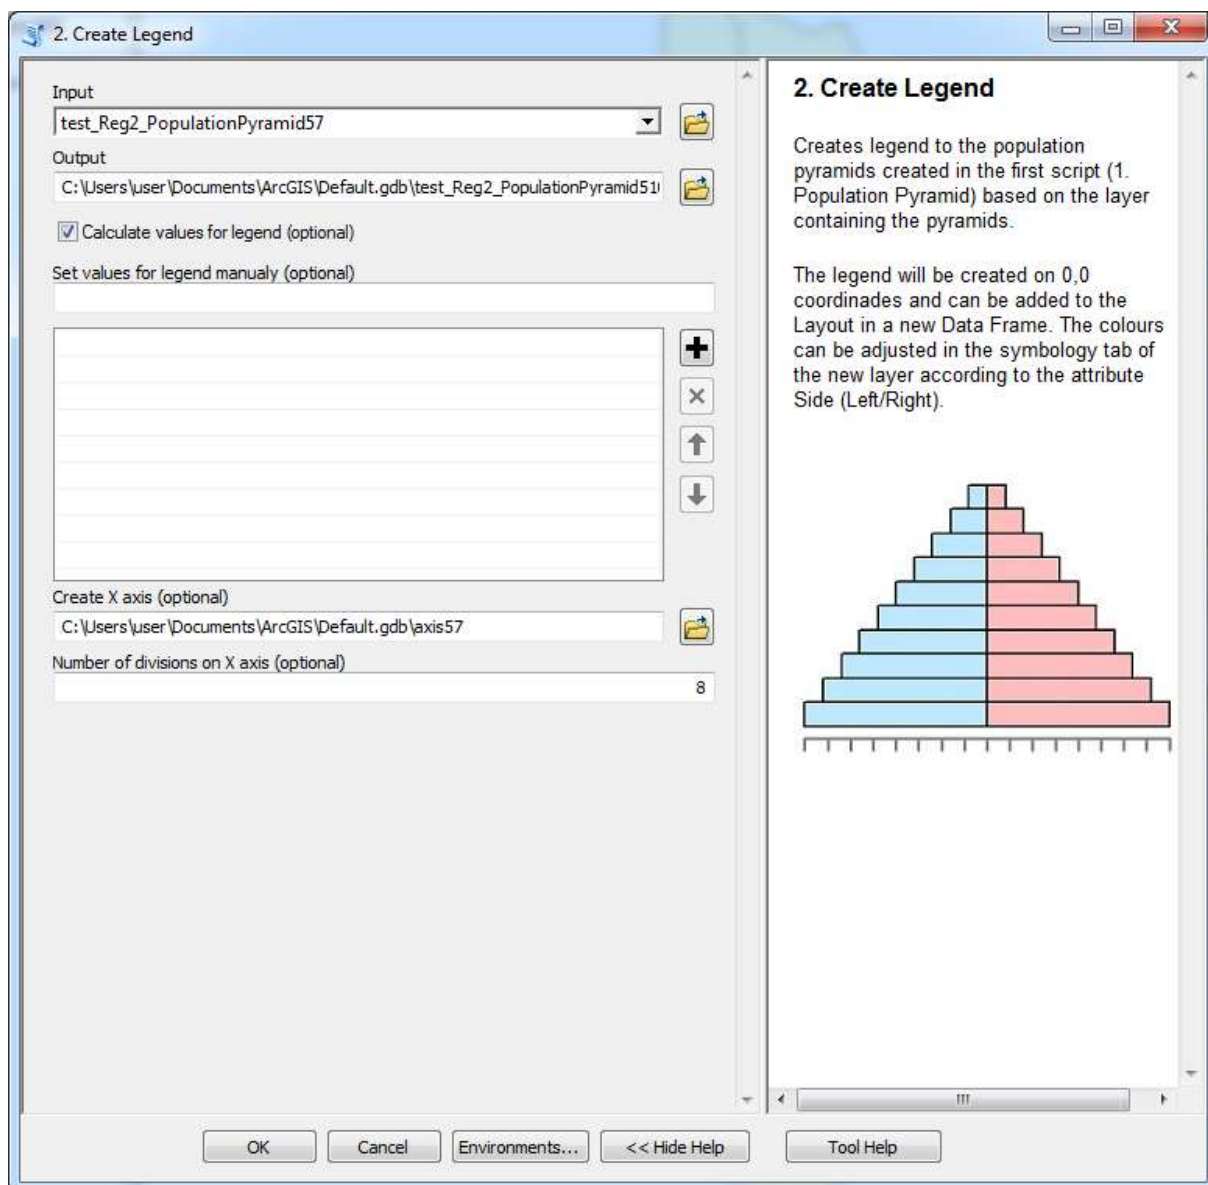 2. Create Legend
Input
test_Reg2_PopulationPyramid57
Output
C:\Users\user\Documents\ArcGIS\Default.gdb\test_Reg2_PopulationPyramid51
Calculate values for legend (optional)
Set values for legend manualy (optional)
Create X axis (optional)
C:\Users\user\Documents\ArcGIS\Default.gdb\axis57
Number of divisions on X axis (optional)
8
2. Create Legend
Creates legend to the population
pyramids created in the first script (1.
Population Pyramid) based on the layer
containing the pyramids.
The legend will be created on 0,0
coordinades and can be added to the
Layout in a new Data Frame. The colours
can be adjusted in the symbology tab of
the new layer according to the attribute
Side (Left/Right).
OK
Cancel
Environments...
<< Hide Help
Tool Help